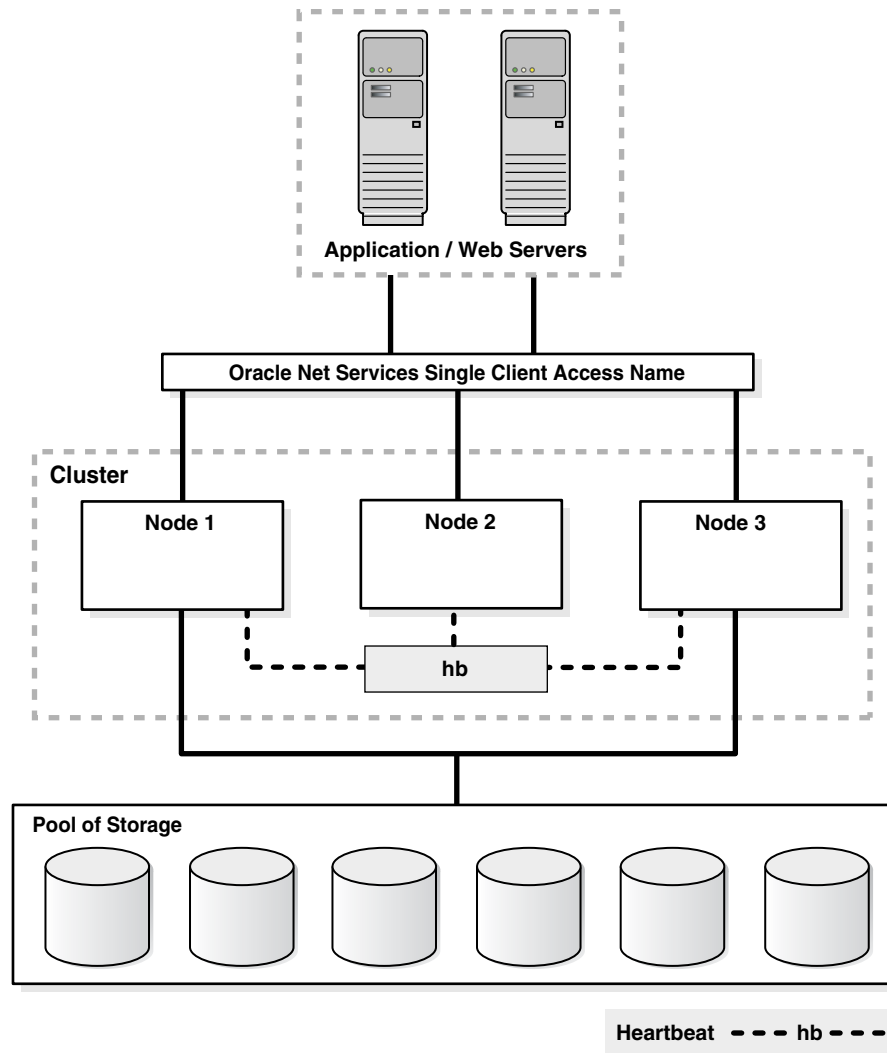 Application / Web Servers
Oracle Net Services Single Client Access Name
Cluster
Node 1
Node 2
Node 3
hb
Pool of Storage
Heartbeat hb